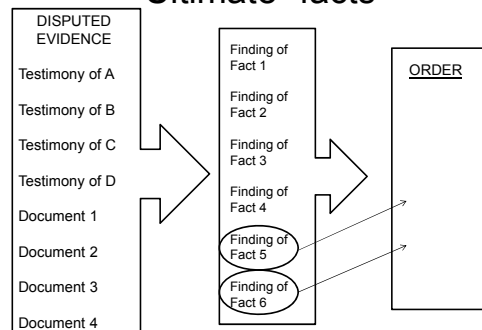 Ultimate facts
DISPUTED
EVIDENCE
Testimony of A
Testimony of B
Testimony of C
Testimony of D
Document 1
Document 2
Document 3
Document 4
Finding of
Fact 1
Finding of
Fact 2
Finding of
Fact 3
Finding of
Fact 4
Finding of
Fact 5
Finding of
Fact 6
ORDER